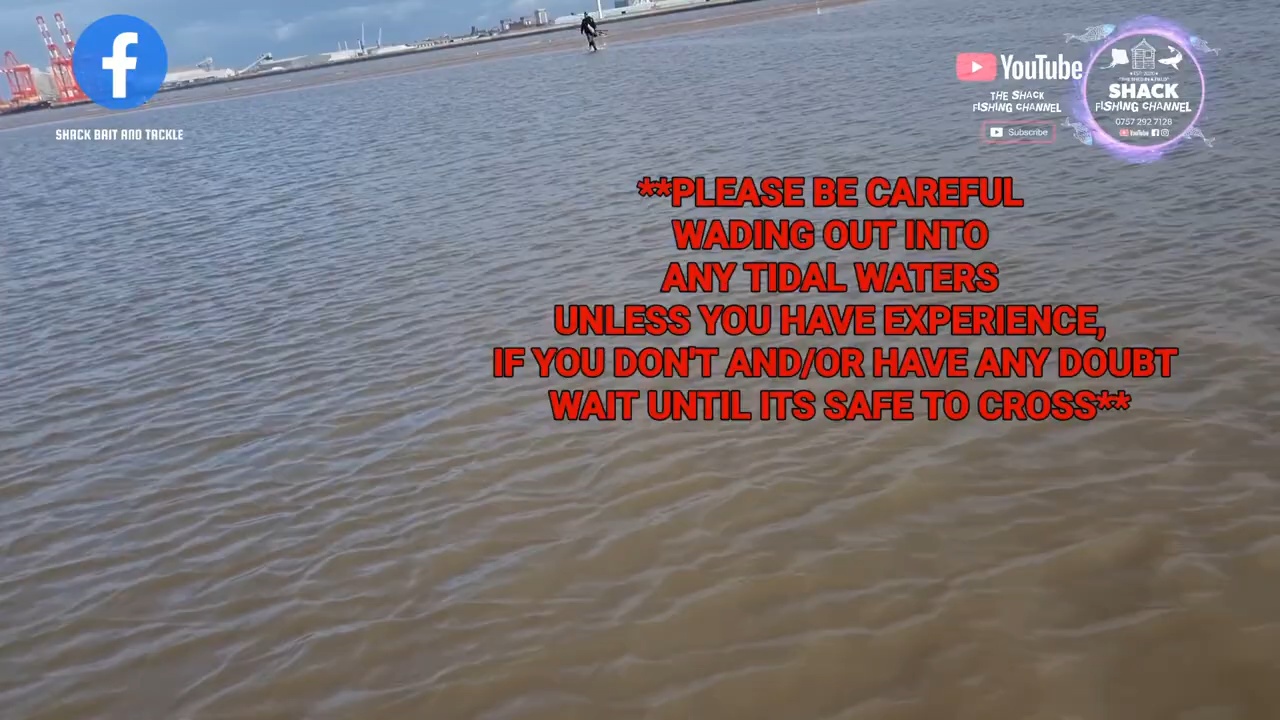 SHACK BAIT AND TACKLE
YouTube
THE SHACK
FISHING CHANNEL
Subscribe
SHACK
FISHING CHANNEL
0757 292 7128
YouTube
**PLEASE BE CAREFUL
WADING OUT INTO
ANY TIDAL WATERS
UNLESS YOU HAVE EXPERIENCE,
IF YOU DON'T AND/OR HAVE ANY DOUBT
WAIT UNTIL ITS SAFE TO CROSS**